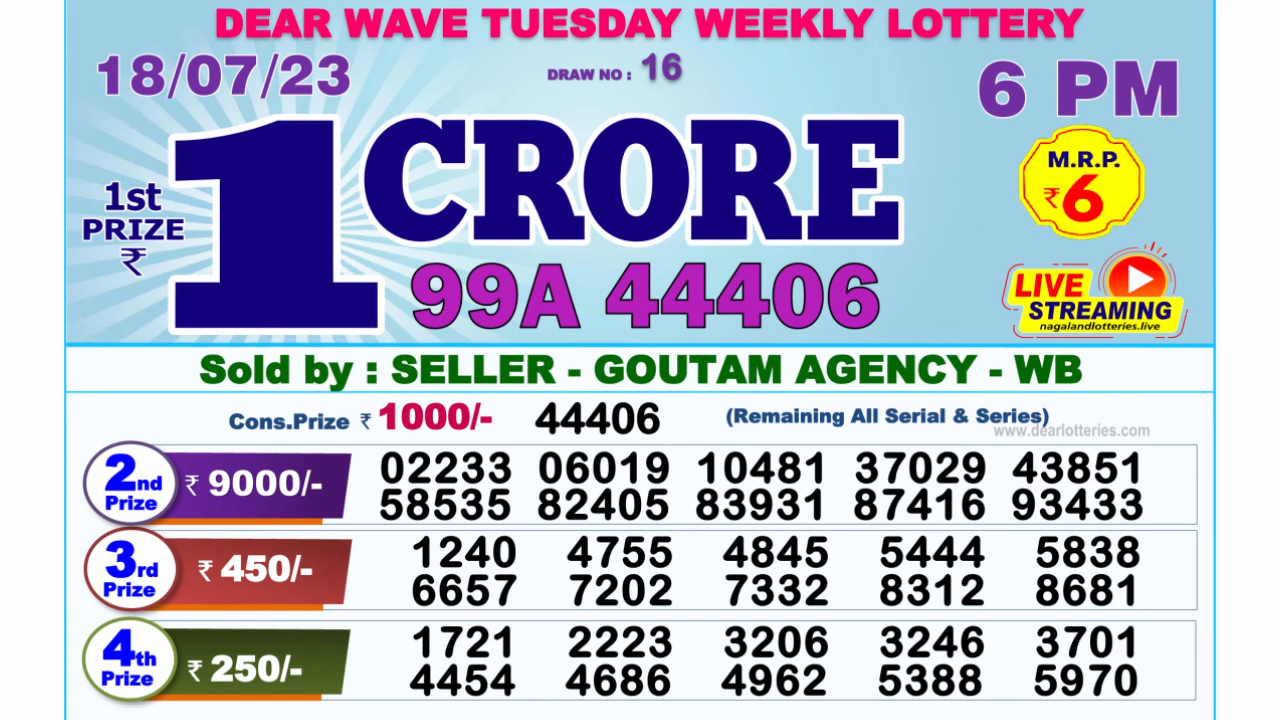 DEAR WAVE TUESDAY WEEKLY LOTTERY
18/07/23
DRAW NO : 16
6 PM
1st
PRIZE
₹
1 CRORE
M.R.P.
₹6
99A 44406
LIVE
STREAMING
nagalandlotteries.live
Sold by : SELLER - GOUTAM AGENCY - WB
Cons.Prize ₹ 1000/- 44406 (Remaining All Serial & Series)
www.dearlotteries.com
2nd Prize ₹ 9000/-
02233 06019 10481 37029 43851
58535 82405 83931 87416 93433
3rd Prize ₹ 450/-
1240 4755 4845 5444 5838
6657 7202 7332 8312 8681
4th Prize ₹ 250/-
1721 2223 3206 3246 3701
4454 4686 4962 5388 5970